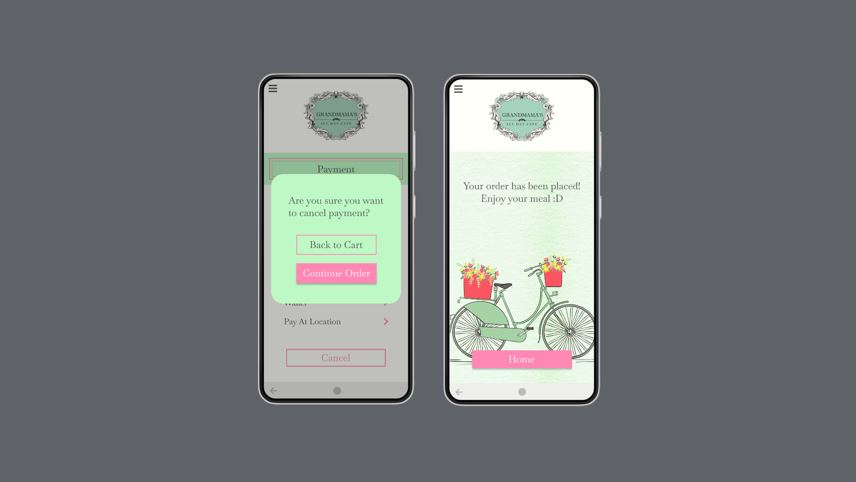 GRANDMAMA'S
ALL DAY CAFE
Payment
Are you sure you want
to cancel payment?
Back to Cart
Continue Order
Wallet
Pay At Location
Cancel
GRANDMAMA'S
ALL DAY CAFE
Your order has been placed!
Enjoy your meal :D
Home